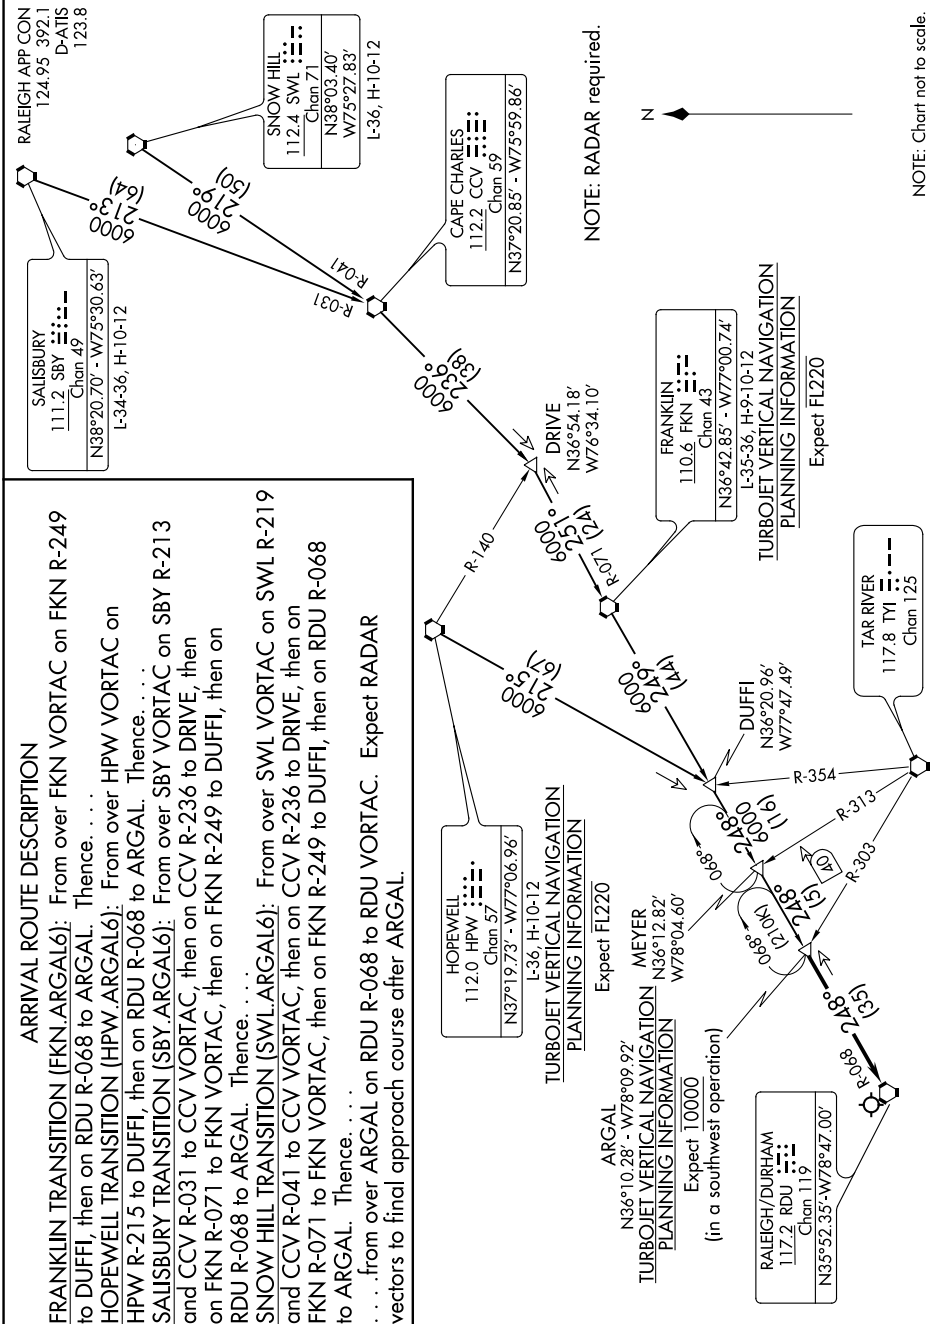 RALEIGH APP CON
124.95 392.1
D-ATIS
123.8
ARRIVAL ROUTE DESCRIPTION
FRANKLIN TRANSITION (FKN.ARGAL6): From over FKN VORTAC on FKN R-249
to DUFFI, then on RDU R-068 to ARGAL. Thence. . . .
HOPEWELL TRANSITION (HPW.ARGAL6): From over HPW VORTAC on
HPW R-215 to DUFFI, then on RDU R-068 to ARGAL. Thence. . . .
SALISBURY TRANSITION (SBY.ARGAL6): From over SBY VORTAC on SBY R-213
and CCV R-031 to CCV VORTAC, then on CCV R-236 to DRIVE, then
on FKN R-071 to FKN VORTAC, then on FKN R-249 to DUFFI, then on
RDU R-068 to ARGAL. Thence. . . .
SNOW HILL TRANSITION (SWL.ARGAL6): From over SWL VORTAC on SWL R-219
and CCV R-041 to CCV VORTAC, then on CCV R-236 to DRIVE, then on
FKN R-071 to FKN VORTAC, then on FKN R-249 to DUFFI, then on RDU R-068
to ARGAL. Thence. . . .
. . . .from over ARGAL on RDU R-068 to RDU VORTAC. Expect RADAR
vectors to final approach course after ARGAL.
SALISBURY
111.2 SBY
Chan 49
N38°20.70′ - W75°30.63′
L-34-36, H-10-12
SNOW HILL
112.4 SWL
Chan 71
N38°03.40′
W75°27.83′
L-36, H-10-12
6000
213°
(64)
6000
219°
(50)
R-031
R-041
CAPE CHARLES
112.2 CCV
Chan 59
N37°20.85′ - W75°59.86′
6000
236°
(38)
DRIVE
N36°54.18′
W76°34.10′
R-140
6000
251°
(24)
R-071
FRANKLIN
110.6 FKN
Chan 43
N36°42.85′ - W77°00.74′
L-35-36, H-9-10-12
TURBOJET VERTICAL NAVIGATION
PLANNING INFORMATION
Expect FL220
NOTE: RADAR required.
N
NOTE: Chart not to scale.
HOPEWELL
112.0 HPW
Chan 57
N37°19.73′ - W77°06.96′
L-36, H-10-12
TURBOJET VERTICAL NAVIGATION
PLANNING INFORMATION
Expect FL220
6000
215°
(67)
6000
249°
(44)
DUFFI
N36°20.96′
W77°47.49′
6000
248°
(16)
068°
R-354
R-313
R-303
TAR RIVER
117.8 TYI
Chan 125
MEYER
N36°12.82′
W78°04.60′
248°
(5)
40
068°
(210K)
ARGAL
N36°10.28′ - W78°09.92′
TURBOJET VERTICAL NAVIGATION
PLANNING INFORMATION
Expect 10000
(in a southwest operation)
248°
(35)
R-068
RALEIGH/DURHAM
117.2 RDU
Chan 119
N35°52.35′-W78°47.00′